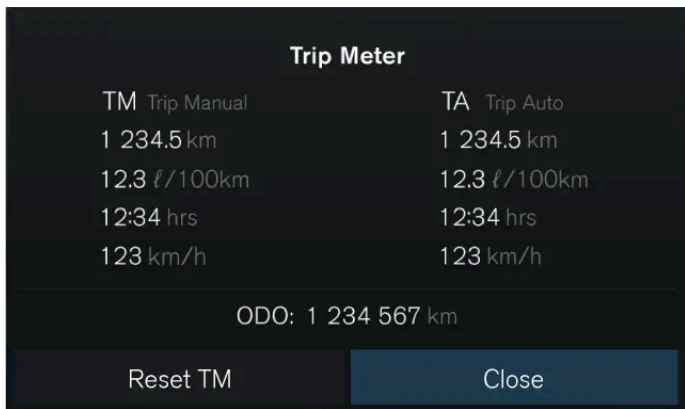 Trip Meter
TM Trip Manual TA Trip Auto
1 234.5 km 1 234.5 km
12.3 ℓ/100km 12.3 ℓ/100km
12:34 hrs 12:34 hrs
123 km/h 123 km/h
ODO: 1 234 567 km
Reset TM Close